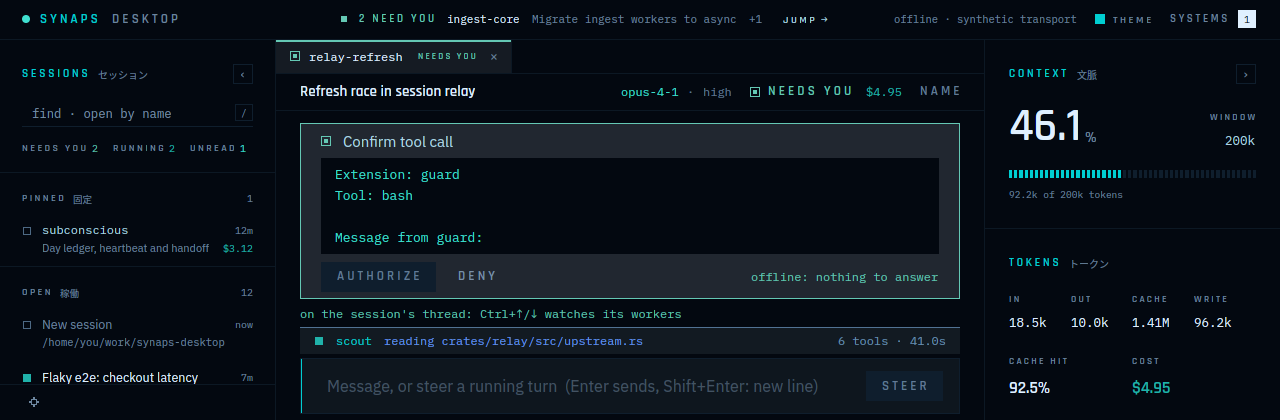 SYNAPS DESKTOP
2 NEED YOU ingest-core Migrate ingest workers to async +1 JUMP →
offline · synthetic transport THEME SYSTEMS 1
SESSIONS セッション ‹
find · open by name /
NEEDS YOU 2 RUNNING 2 UNREAD 1
PINNED 固定 1
subconscious 12m
Day ledger, heartbeat and handoff $3.12
OPEN 稼働 12
New session now
/home/you/work/synaps-desktop
Flaky e2e: checkout latency 7m
relay-refresh NEEDS YOU ×
Refresh race in session relay opus-4-1 · high NEEDS YOU $4.95 NAME
Confirm tool call
Extension: guard
Tool: bash
Message from guard:
AUTHORIZE DENY offline: nothing to answer
on the session's thread: Ctrl+↑/↓ watches its workers
scout reading crates/relay/src/upstream.rs 6 tools · 41.0s
Message, or steer a running turn (Enter sends, Shift+Enter: new line) STEER
CONTEXT 文脈 ›
46.1% WINDOW
200k
92.2k of 200k tokens
TOKENS トークン
IN OUT CACHE WRITE
18.5k 10.0k 1.41M 96.2k
CACHE HIT COST
92.5% $4.95